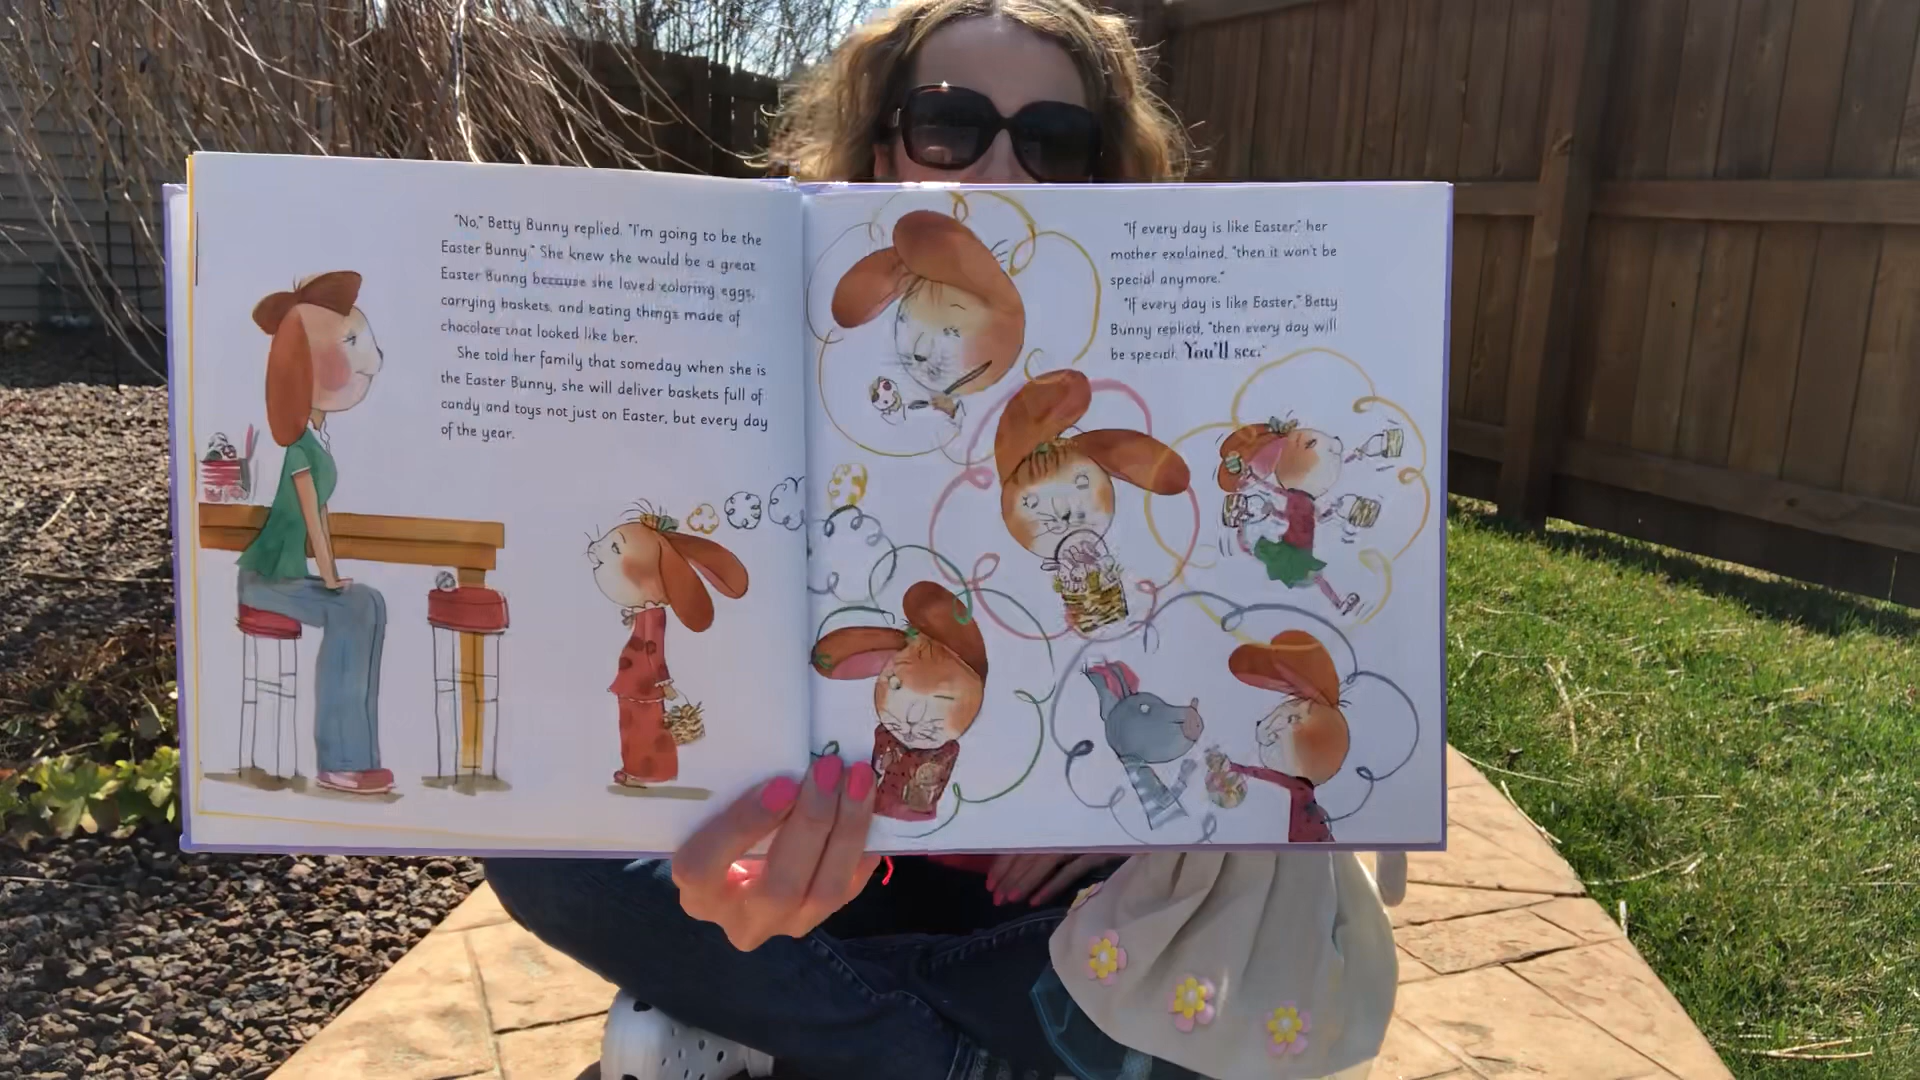 "No," Betty Bunny replied. "I'm going to be the
Easter Bunny." She knew she would be a great
Easter Bunny because she loved coloring eggs,
carrying baskets, and eating things made of
chocolate that looked like her.
She told her family that someday when she is
the Easter Bunny, she will deliver baskets full of
candy and toys not just on Easter, but every day
of the year.
"If every day is like Easter," her
mother explained, "then it won't be
special anymore."
"If every day is like Easter," Betty
Bunny replied, "then every day will
be special. You'll see."